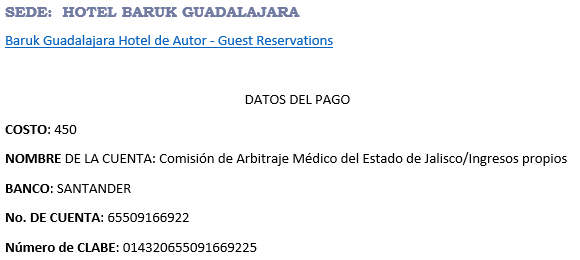 SEDE: HOTEL BARUK GUADALAJARA
Baruk Guadalajara Hotel de Autor - Guest Reservations
DATOS DEL PAGO
COSTO: 450
NOMBRE DE LA CUENTA: Comisión de Arbitraje Médico del Estado de Jalisco/Ingresos propios
BANCO: SANTANDER
No. DE CUENTA: 65509166922
Número de CLABE: 014320655091669225